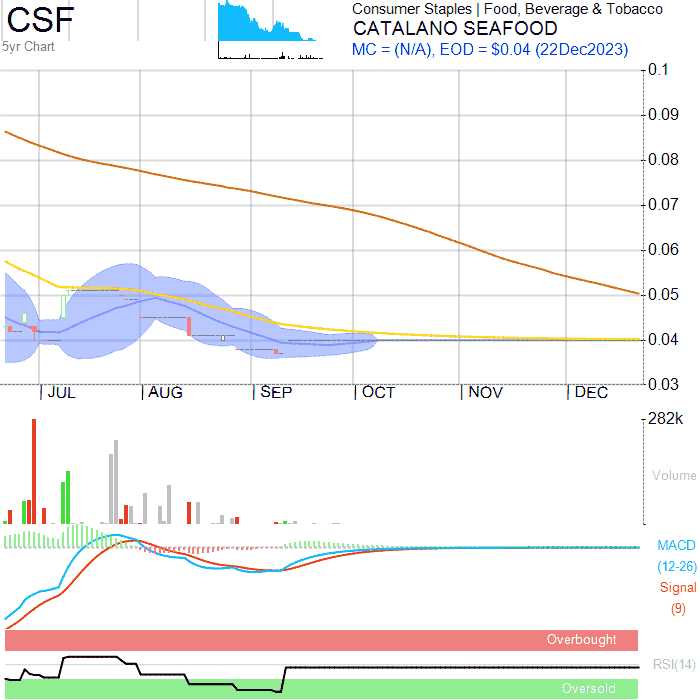 CSF
5yr Chart
Consumer Staples | Food, Beverage & Tobacco
CATALANO SEAFOOD
MC = (N/A), EOD = $0.04 (22Dec2023)
0.1
0.09
0.08
0.07
0.06
0.05
0.04
0.03
JUL AUG SEP OCT NOV DEC
282k
Volume
MACD
(12-26)
Signal
(9)
Overbought
RSI(14)
Oversold